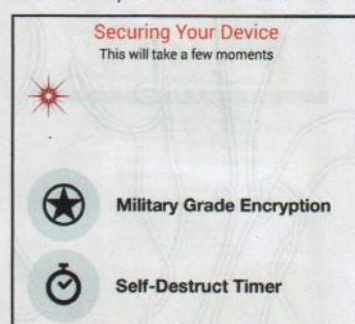 Securing Your Device
This will take a few moments
Military Grade Encryption
Self-Destruct Timer